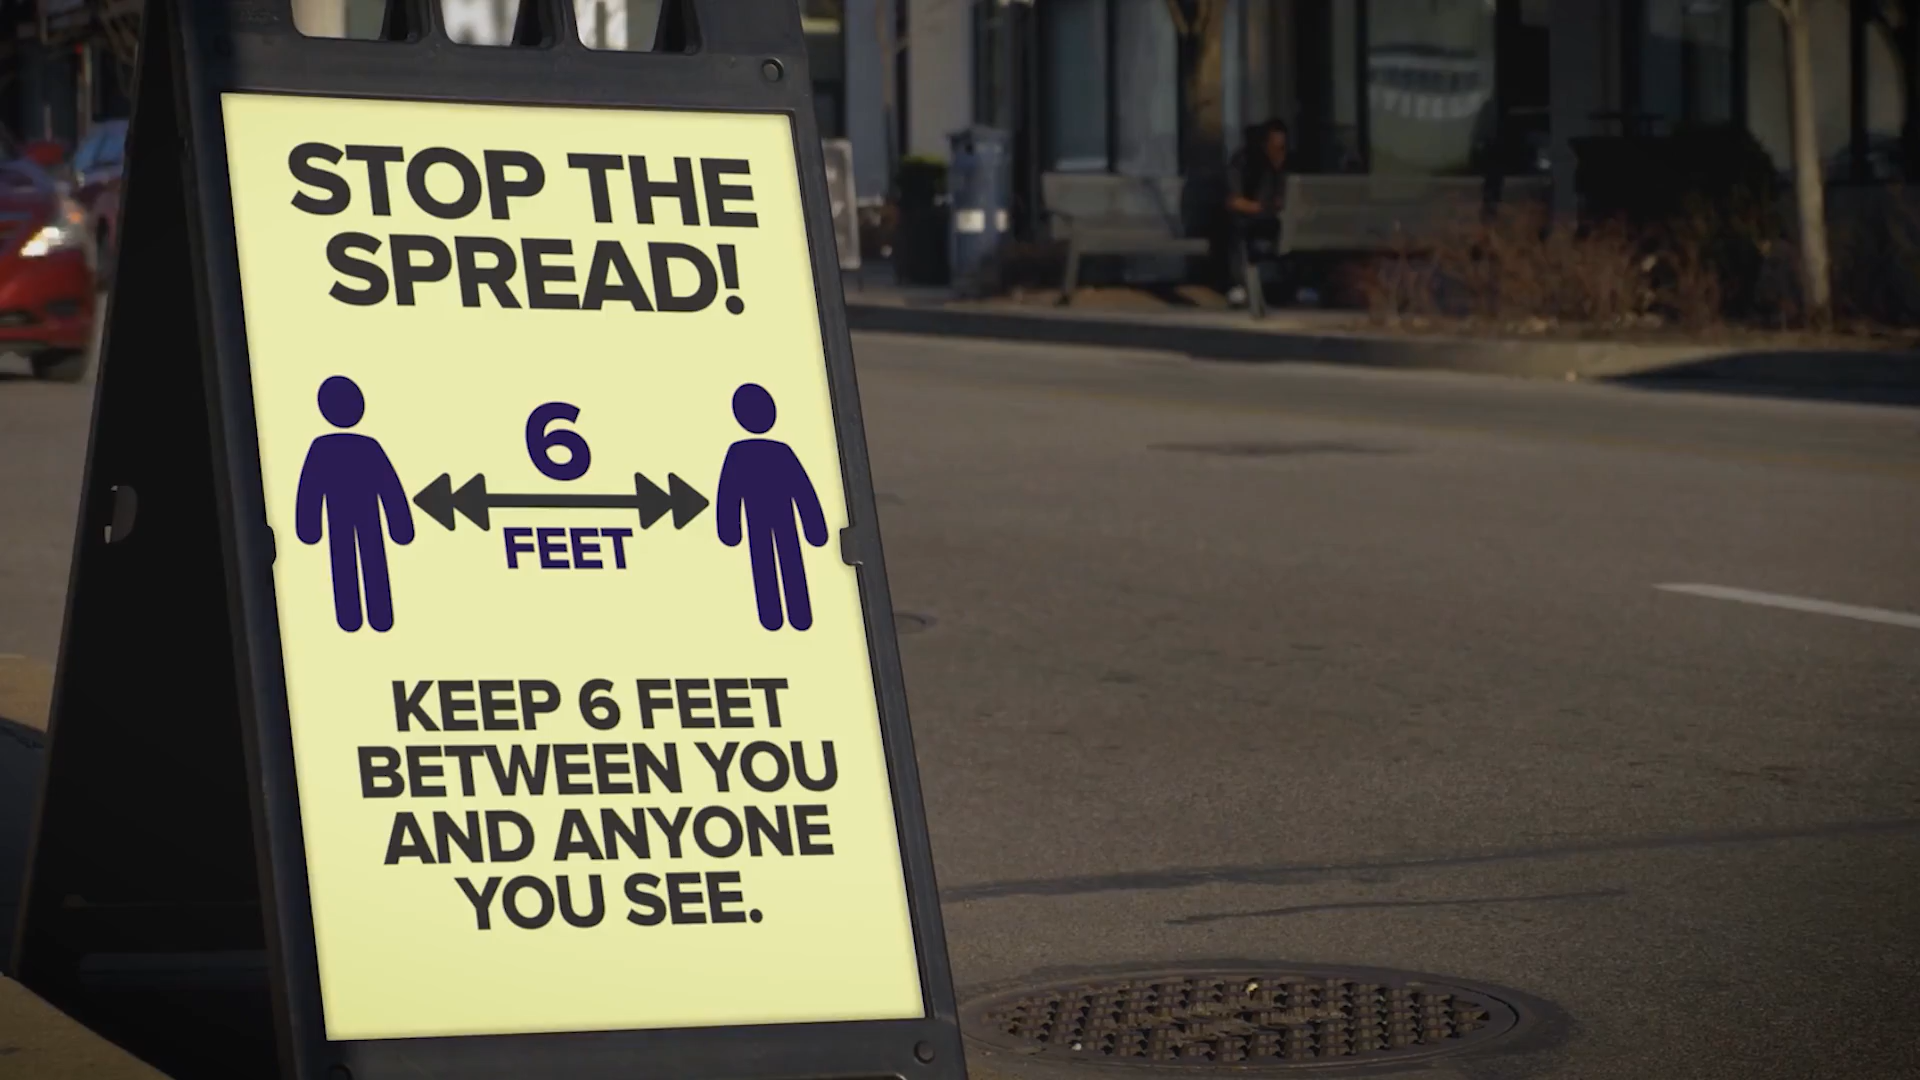 STOP THE
SPREAD!
6
FEET
KEEP 6 FEET
BETWEEN YOU
AND ANYONE
YOU SEE.